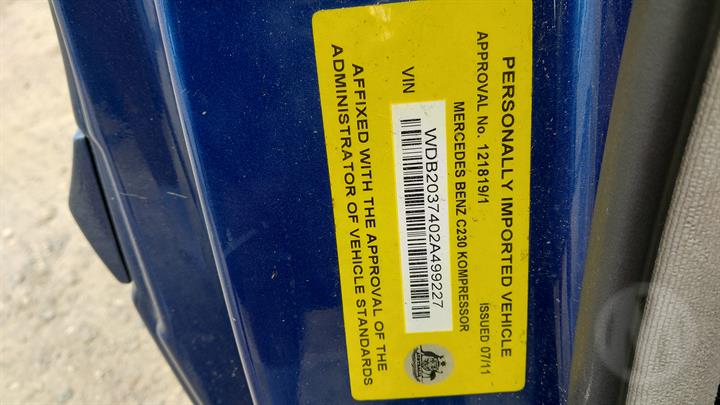 PERSONALLY IMPORTED VEHICLE
APPROVAL No. 121819/1 ISSUED 07/11
MERCEDES BENZ C230 KOMPRESSOR
VIN WDB2037402A499227
AFFIXED WITH THE APPROVAL OF THE
ADMINISTRATOR OF VEHICLE STANDARDS